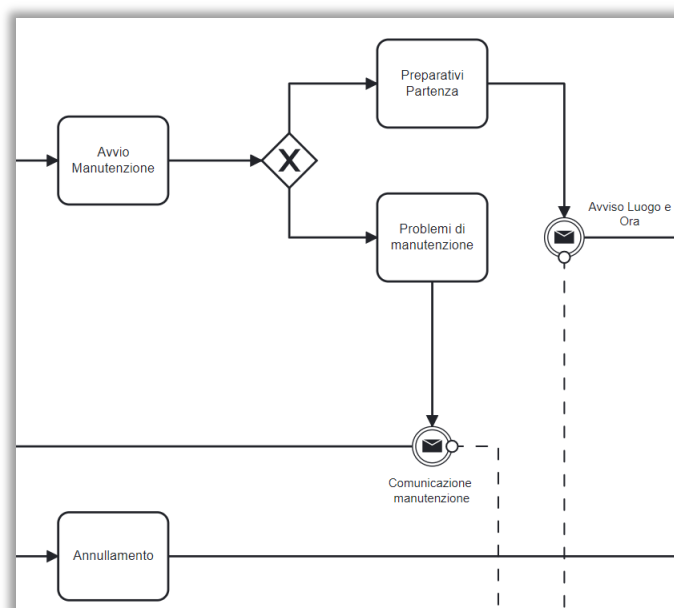 Preparativi
Partenza
Avvio
Manutenzione
X
Avviso Luogo e
Ora
Problemi di
manutenzione
Comunicazione
manutenzione
Annullamento